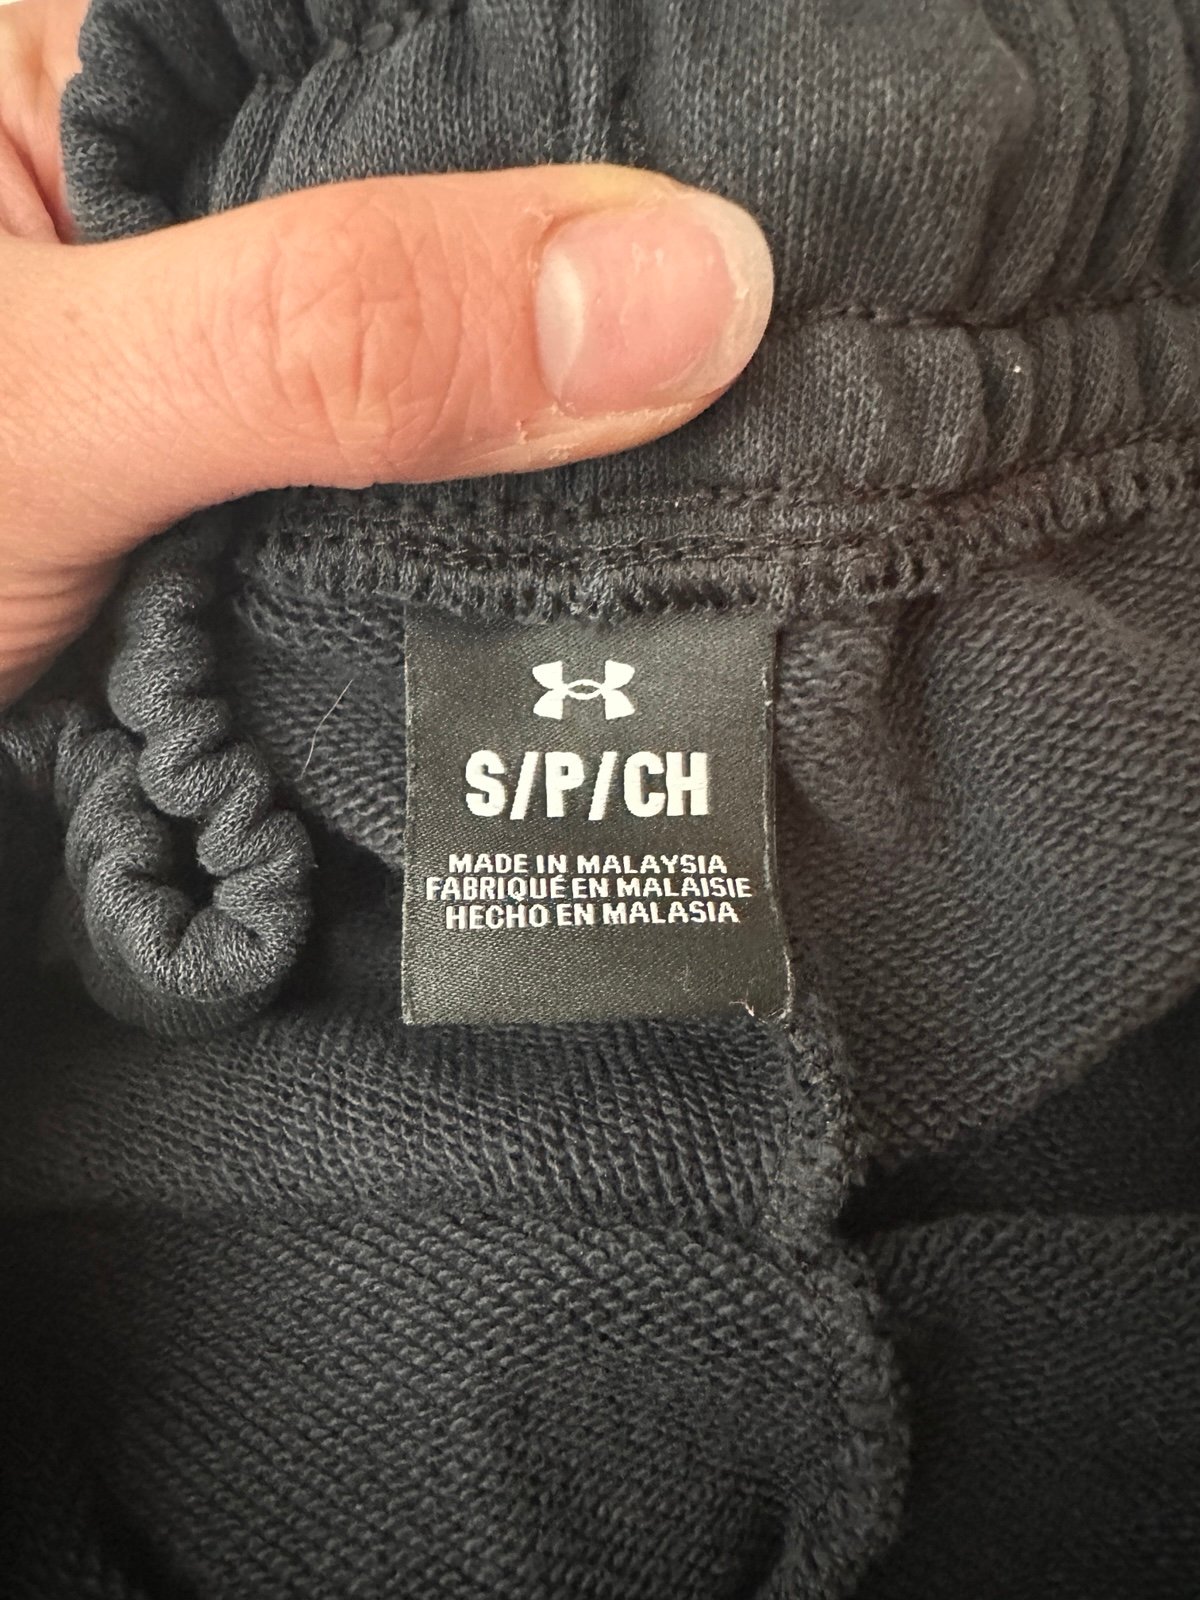 S/P/CH
MADE IN MALAYSIA
FABRIQUÉ EN MALAISIE
HECHO EN MALASIA